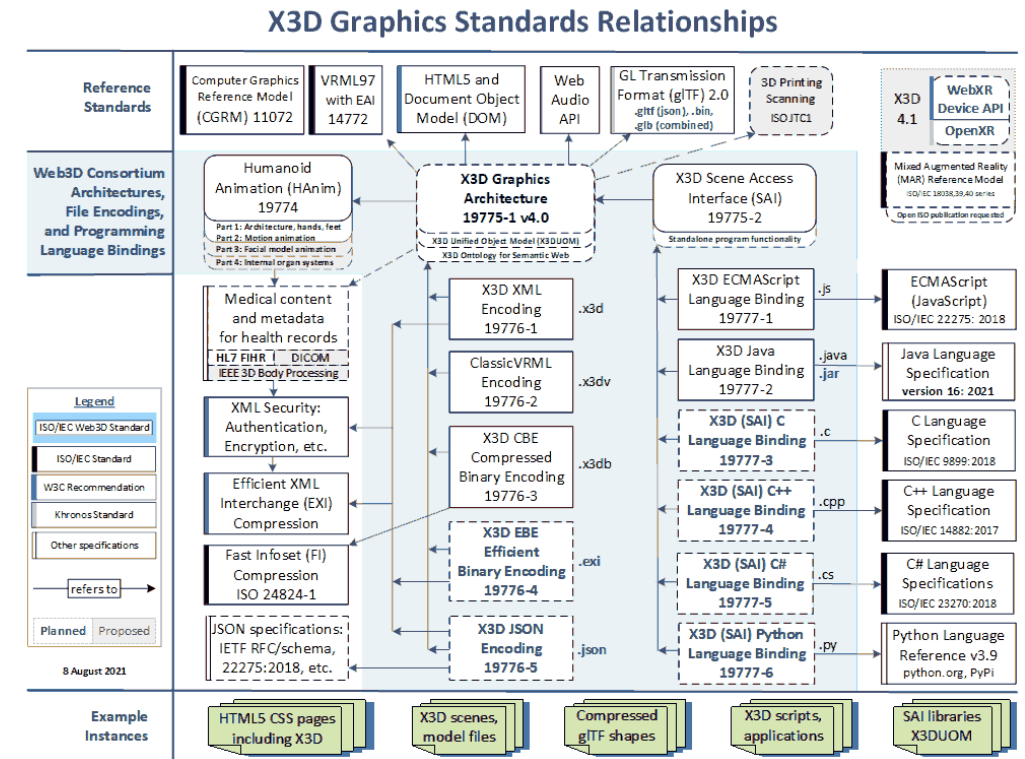 X3D Graphics Standards Relationships
Reference
Standards
Computer Graphics
Reference Model
(CGRM) 11072
VRML97
with EAI
14772
HTML5 and
Document Object
Model (DOM)
Web
Audio
API
GL Transmission
Format (glTF) 2.0
.gltf (json), .bin,
.glb (combined)
3D Printing
Scanning
ISO JTC1
X3D
4.1
WebXR
Device API
OpenXR
Mixed Augmented Reality
(MAR) Reference Model
ISO/IEC 18038,39,40 series
Open ISO publication requested
Web3D Consortium
Architectures,
File Encodings,
and Programming
Language Bindings
Humanoid
Animation (HAnim)
19774
Part 1: Architecture, hands, feet
Part 2: Motion animation
Part 3: Facial model animation
Part 4: Internal organ systems
X3D Graphics
Architecture
19775-1 v4.0
X3D Unified Object Model (X3DUOM)
X3D Ontology for Semantic Web
X3D Scene Access
Interface (SAI)
19775-2
Standalone program functionality
Medical content
and metadata
for health records
HL7 FIHR
DICOM
IEEE 3D Body Processing
XML Security:
Authentication,
Encryption, etc.
Efficient XML
Interchange (EXI)
Compression
Fast Infoset (FI)
Compression
ISO 24824-1
JSON specifications:
IETF RFC/schema,
22275:2018, etc.
X3D XML
Encoding
19776-1
.x3d
ClassicVRML
Encoding
19776-2
.x3dv
X3D CBE
Compressed
Binary Encoding
19776-3
.x3db
X3D EBE
Efficient
Binary Encoding
19776-4
.exi
X3D JSON
Encoding
19776-5
.json
X3D ECMAScript
Language Binding
19777-1
.js
X3D Java
Language Binding
19777-2
.java
.jar
X3D (SAI) C
Language Binding
19777-3
.c
X3D (SAI) C++
Language Binding
19777-4
.cpp
X3D (SAI) C#
Language Binding
19777-5
.cs
X3D (SAI) Python
Language Binding
19777-6
.py
ECMAScript
(JavaScript)
ISO/IEC 22275: 2018
Java Language
Specification
version 16: 2021
C Language
Specification
ISO/IEC 9899:2018
C++ Language
Specification
ISO/IEC 14882:2017
C# Language
Specifications
ISO/IEC 23270:2018
Python Language
Reference v3.9
python.org, PyPi
Legend
ISO/IEC Web3D Standard
ISO/IEC Standard
W3C Recommendation
Khronos Standard
Other specifications
refers to
Planned
Proposed
8 August 2021
Example
Instances
HTML5 CSS pages
including X3D
X3D scenes,
model files
Compressed
glTF shapes
X3D scripts,
applications
SAI libraries
X3DUOM